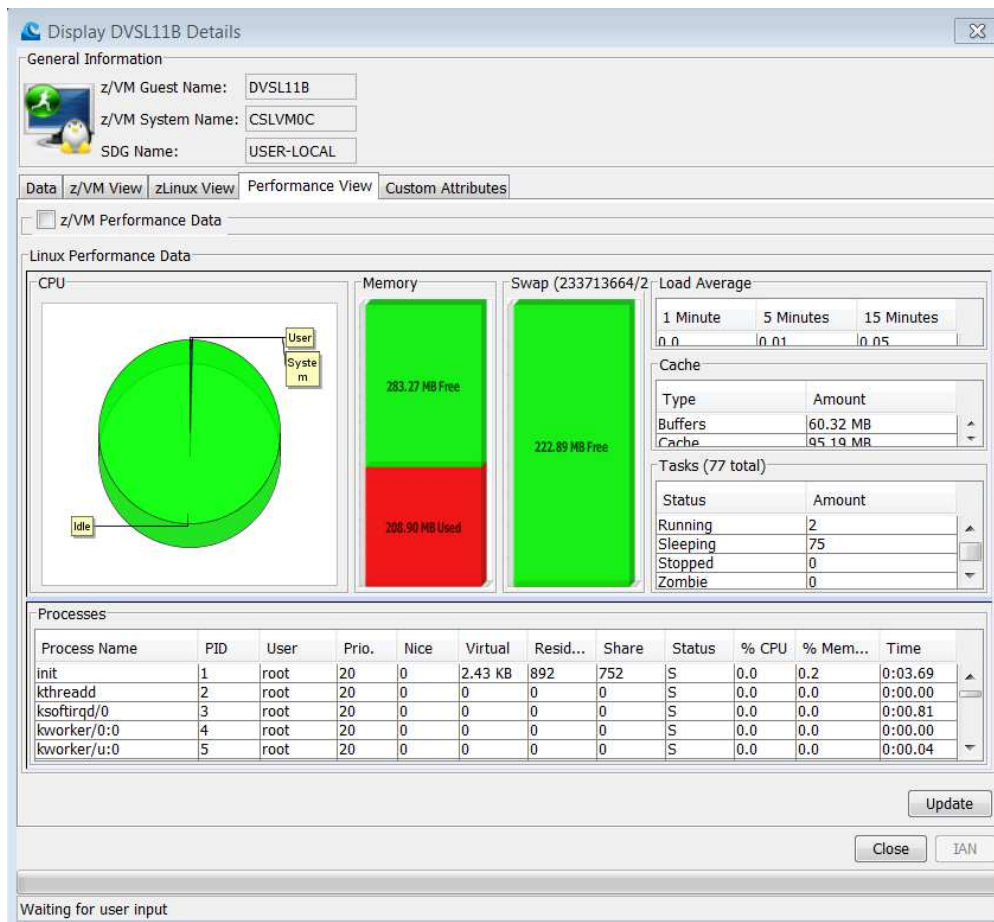 Display DVSL11B Details
General Information
z/VM Guest Name: DVSL11B
z/VM System Name: CSLVM0C
SDG Name: USER-LOCAL
Data z/VM View zLinux View Performance View Custom Attributes
z/VM Performance Data
Linux Performance Data
CPU
User
Syste
m
Idle
Memory
283.27 MB Free
208.90 MB Used
Swap (233713664/2
222.89 MB Free
Load Average
1 Minute 5 Minutes 15 Minutes
0.0 0.01 0.05
Cache
Type Amount
Buffers 60.32 MB
Cache 95.19 MB
Tasks (77 total)
Status Amount
Running 2
Sleeping 75
Stopped 0
Zombie 0
Processes
Process Name PID User Prio. Nice Virtual Resid... Share Status % CPU % Mem... Time
init 1 root 20 0 2.43 KB 892 752 S 0.0 0.2 0:03.69
kthreadd 2 root 20 0 0 0 0 S 0.0 0.0 0:00.00
ksoftirqd/0 3 root 20 0 0 0 0 S 0.0 0.0 0:00.81
kworker/0:0 4 root 20 0 0 0 0 S 0.0 0.0 0:00.00
kworker/u:0 5 root 20 0 0 0 0 S 0.0 0.0 0:00.04
Update
Close IAN
Waiting for user input